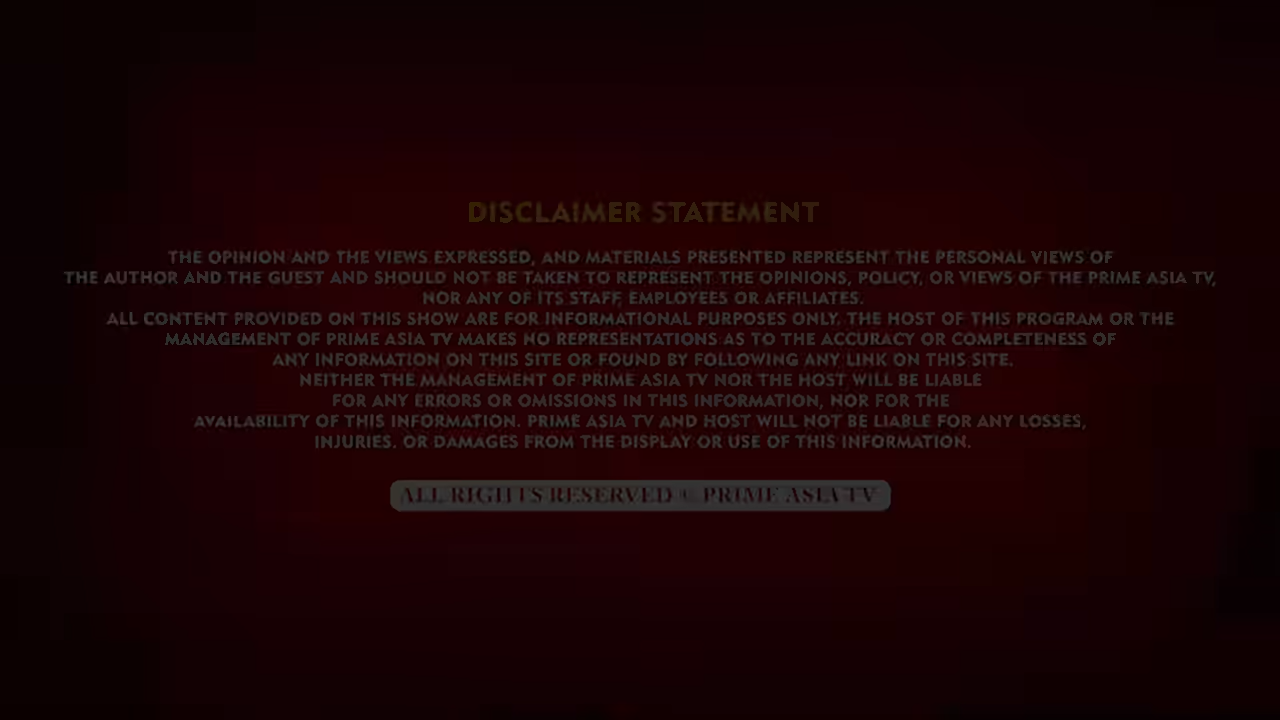 DISCLAIMER STATEMENT
THE OPINION AND THE VIEWS EXPRESSED, AND MATERIALS PRESENTED REPRESENT THE PERSONAL VIEWS OF
THE AUTHOR AND THE GUEST AND SHOULD NOT BE TAKEN TO REPRESENT THE OPINIONS, POLICY, OR VIEWS OF THE PRIME ASIA TV,
NOR ANY OF ITS STAFF, EMPLOYEES OR AFFILIATES.
ALL CONTENT PROVIDED ON THIS SHOW ARE FOR INFORMATIONAL PURPOSES ONLY. THE HOST OF THIS PROGRAM OR THE
MANAGEMENT OF PRIME ASIA TV MAKES NO REPRESENTATIONS AS TO THE ACCURACY OR COMPLETENESS OF
ANY INFORMATION ON THIS SITE OR FOUND BY FOLLOWING ANY LINK ON THIS SITE.
NEITHER THE MANAGEMENT OF PRIME ASIA TV NOR THE HOST WILL BE LIABLE
FOR ANY ERRORS OR OMISSIONS IN THIS INFORMATION, NOR FOR THE
AVAILABILITY OF THIS INFORMATION. PRIME ASIA TV AND HOST WILL NOT BE LIABLE FOR ANY LOSSES,
INJURIES. OR DAMAGES FROM THE DISPLAY OR USE OF THIS INFORMATION.
ALL RIGHTS RESERVED © PRIME ASIA TV